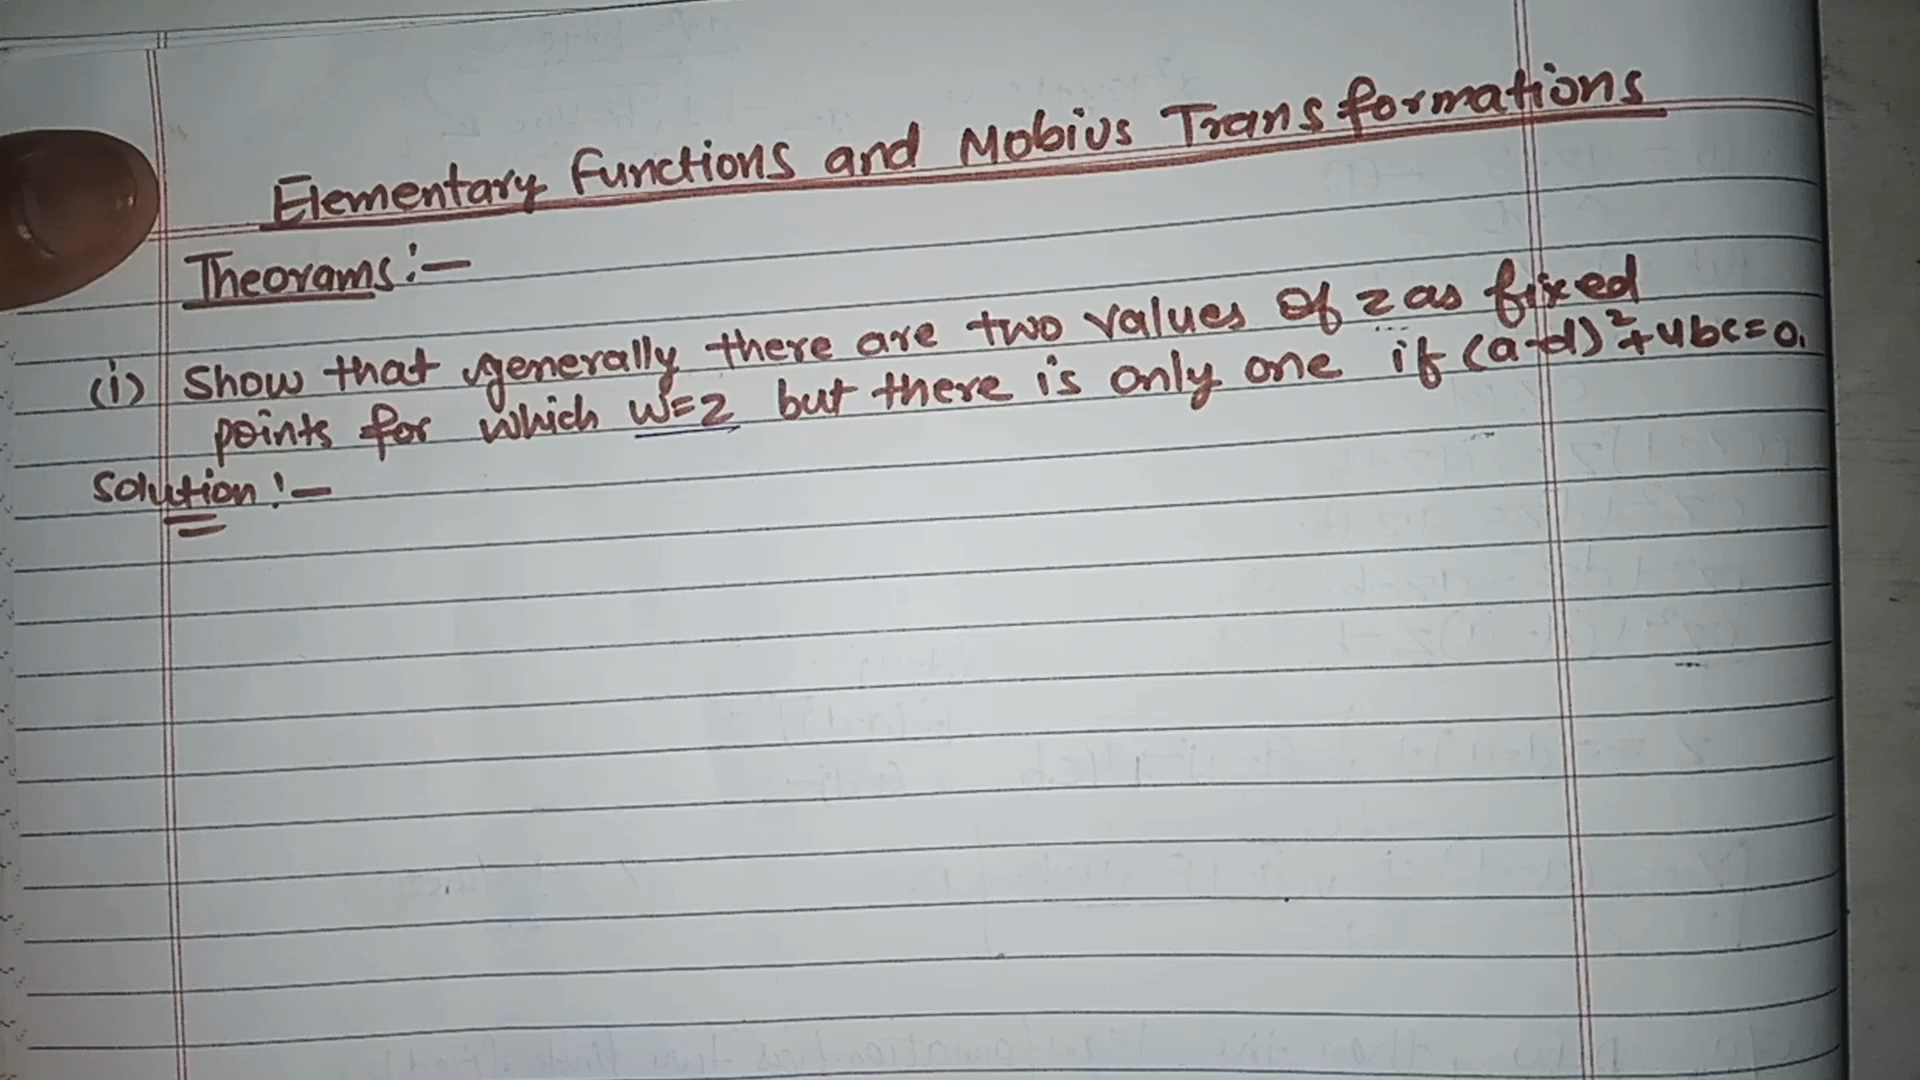 Elementary Functions and Mobius Transformations
Theorams:-
(i) Show that generally there are two values of z as fixed
points for which w=z but there is only one if (a-d)²+4bc=0.
Solution:-